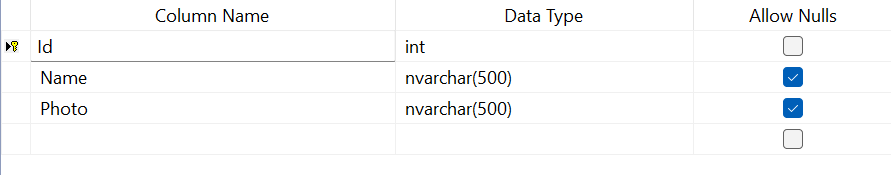 Column Name Data Type Allow Nulls
Id int
Name nvarchar(500)
Photo nvarchar(500)